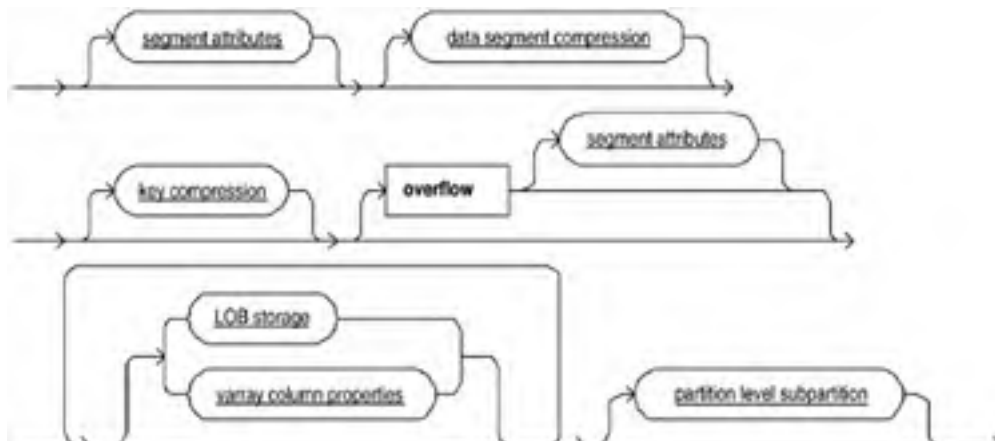 segment attributes data segment compression
segment attributes
key compression overflow
LOB storage
varray column properties partition level subpartition